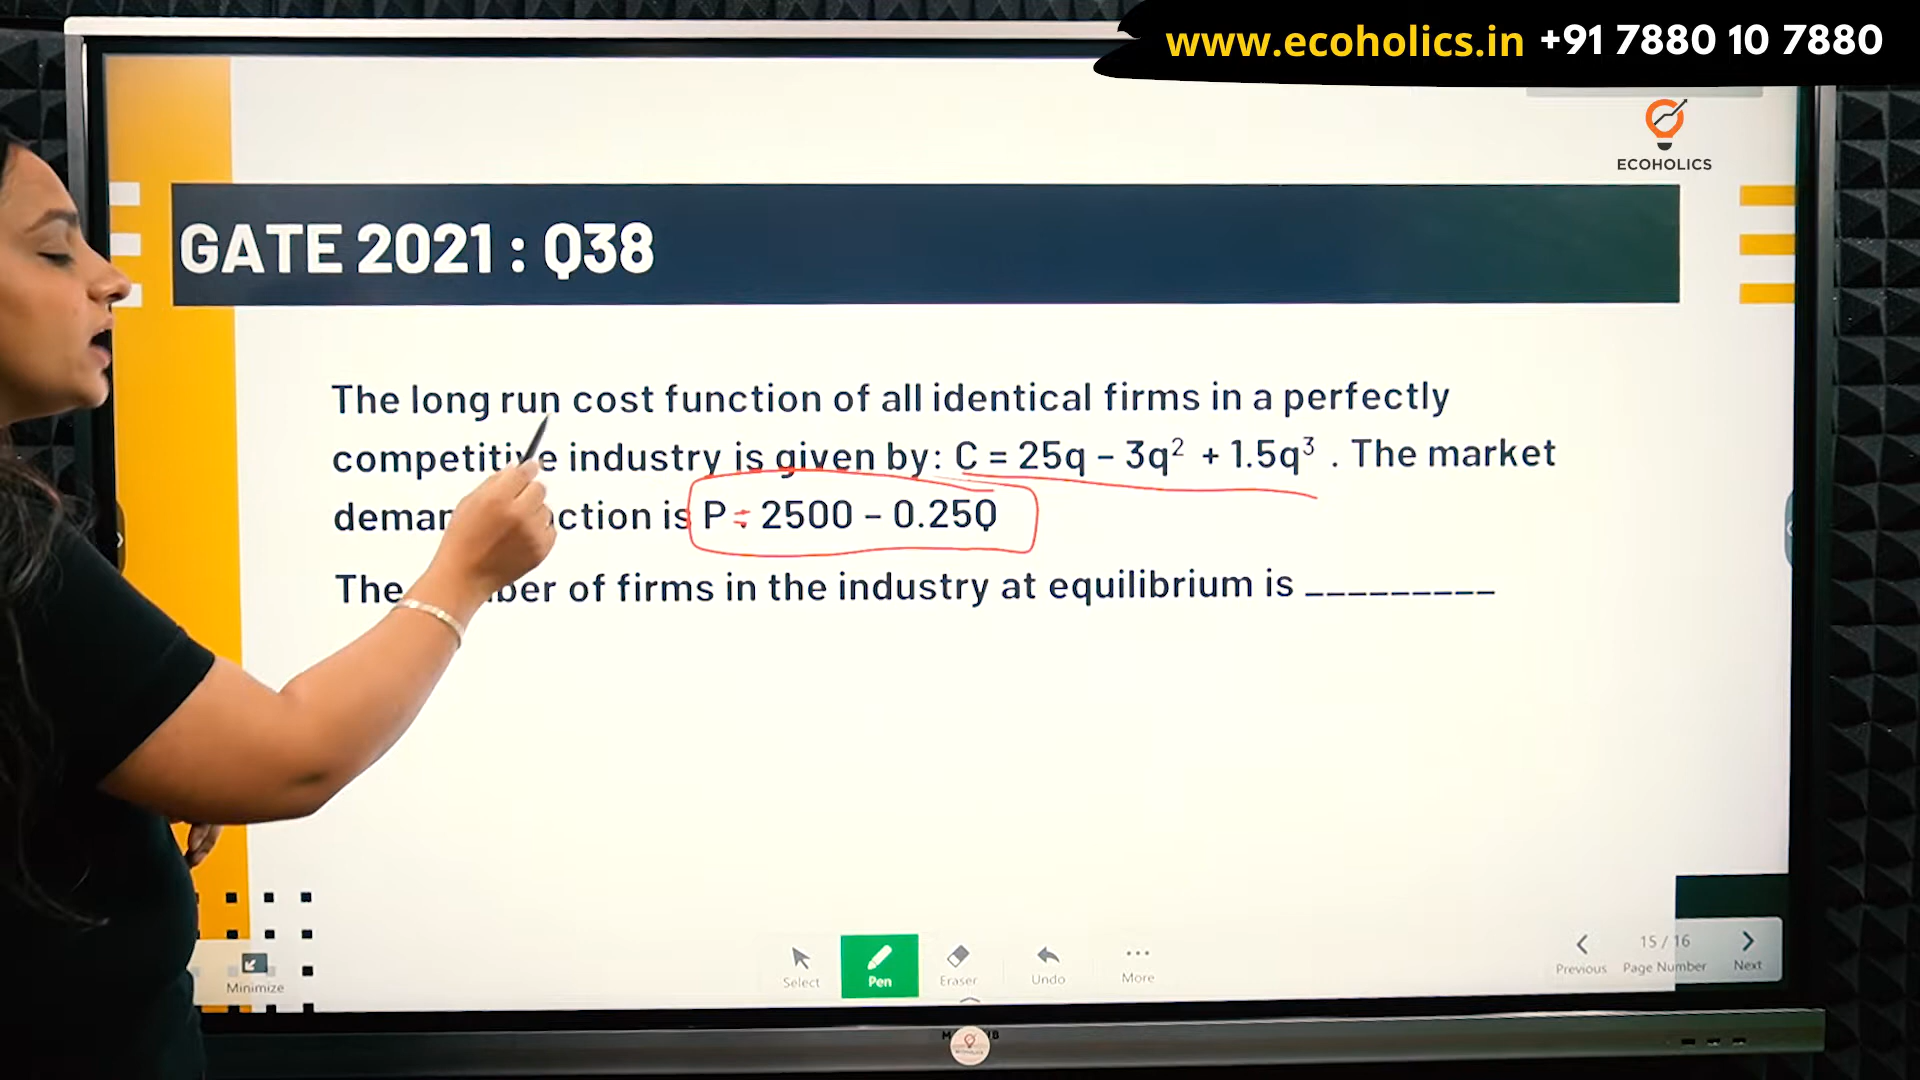 www.ecoholics.in +91 7880 10 7880
ECOHOLICS
GATE 2021 : Q38
The long run cost function of all identical firms in a perfectly
competitive industry is given by: C = 25q – 3q² + 1.5q³ . The market
is P = 2500 – 0.25Q
The of firms in the industry at equilibrium is _________
Minimize
Select
Pen
Eraser
Undo
More
Previous
15 / 16
Page Number
Next